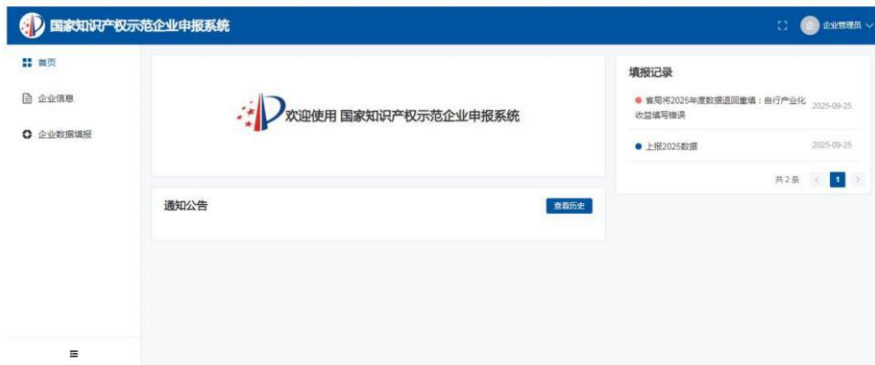 国家知识产权示范企业申报系统
企业管理员
首页
企业信息
企业数据填报
欢迎使用 国家知识产权示范企业申报系统
通知公告
查看历史
填报记录
省局将2025年度数据退回重填：自行产业化
收益填写错误
2025-09-25
上报2025数据
2025-09-25
共 2 条
1